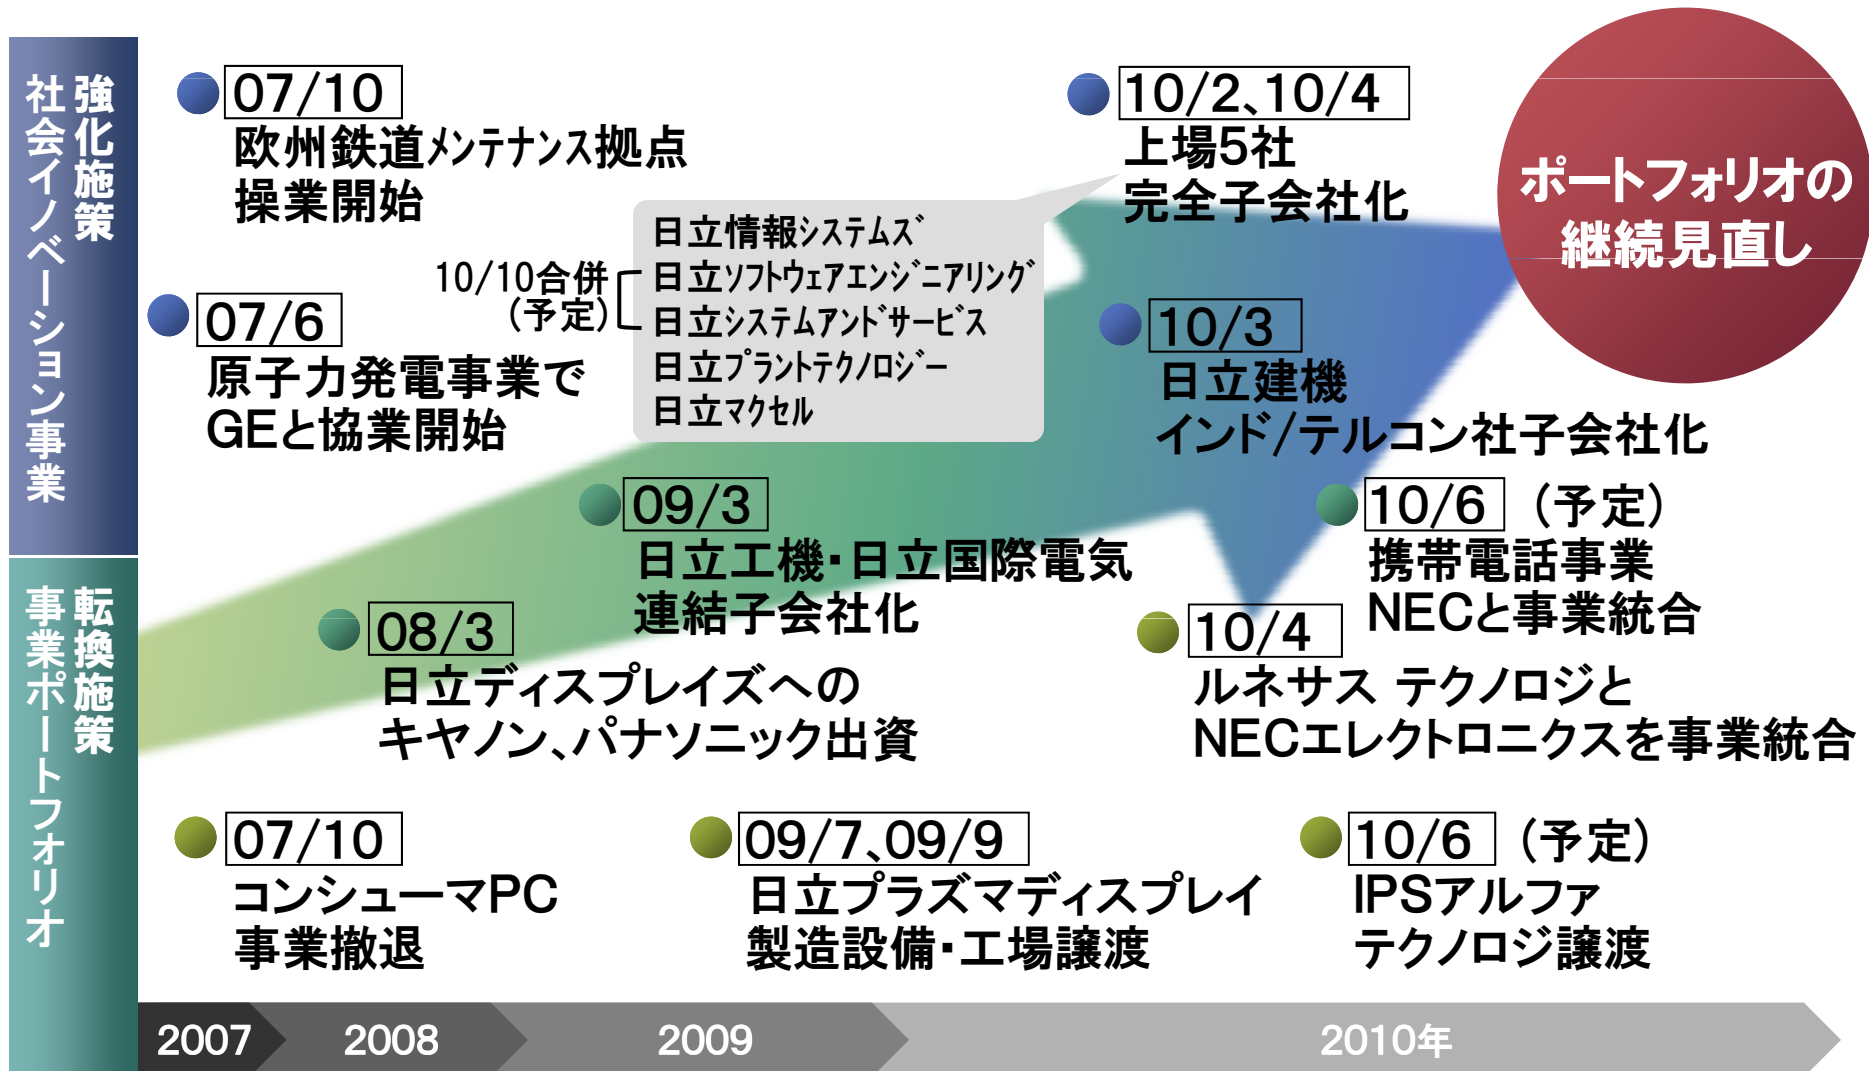 社会イノベーション事業
強化施策
07/10
欧州鉄道ﾒﾝﾃﾅﾝｽ拠点
操業開始
07/6
原子力発電事業で
GEと協業開始
10/10合併
(予定)
日立情報ｼｽﾃﾑｽﾞ
日立ｿﾌﾄｳｪｱｴﾝｼﾞﾆｱﾘﾝｸﾞ
日立ｼｽﾃﾑｱﾝﾄﾞｻｰﾋﾞｽ
日立ﾌﾟﾗﾝﾄﾃｸﾉﾛｼﾞｰ
日立ﾏｸｾﾙ
10/2、10/4
上場5社
完全子会社化
10/3
日立建機
インド/テルコン社子会社化
ポートフォリオの
継続見直し
事業ポートフォリオ
転換施策
09/3
日立工機・日立国際電気
連結子会社化
08/3
日立ディスプレイズへの
キヤノン、パナソニック出資
10/6 (予定)
携帯電話事業
NECと事業統合
10/4
ルネサス テクノロジと
NECエレクトロニクスを事業統合
07/10
コンシューマPC
事業撤退
09/7、09/9
日立プラズマディスプレイ
製造設備・工場譲渡
10/6 (予定)
IPSアルファ
テクノロジ譲渡
2007
2008
2009
2010年